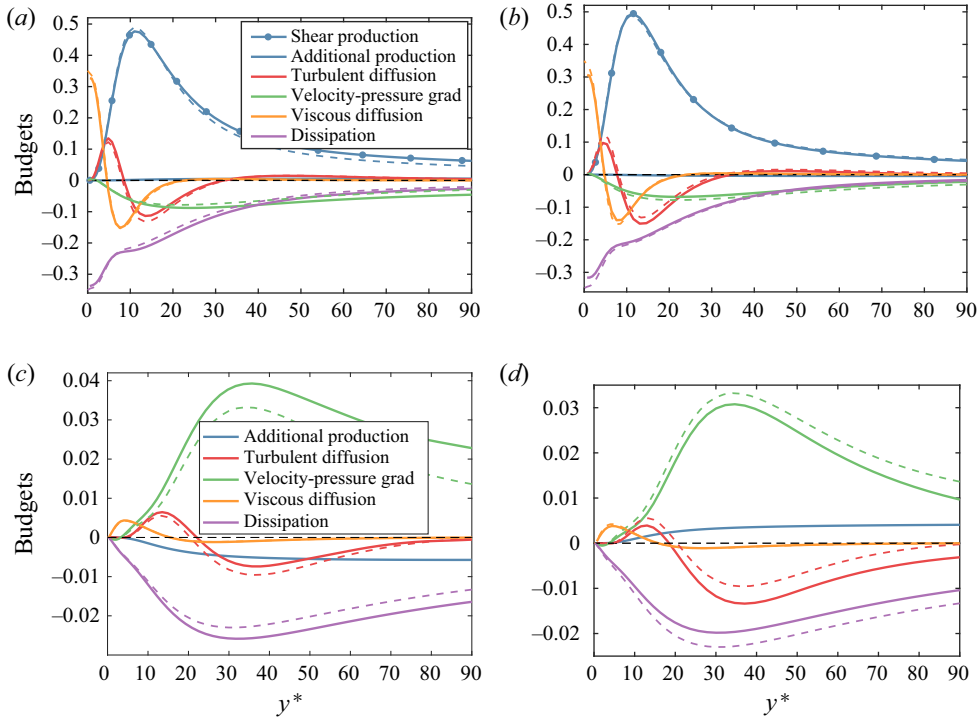 (a)
Budgets
0.5
0.4
0.3
0.2
0.1
0
–0.1
–0.2
–0.3
Shear production
Additional production
Turbulent diffusion
Velocity-pressure grad
Viscous diffusion
Dissipation
0 10 20 30 40 50 60 70 80 90
(b)
0.5
0.4
0.3
0.2
0.1
0
–0.1
–0.2
–0.3
0 10 20 30 40 50 60 70 80 90
(c)
Budgets
0.04
0.03
0.02
0.01
0
–0.01
–0.02
Additional production
Turbulent diffusion
Velocity-pressure grad
Viscous diffusion
Dissipation
0 10 20 30 40 50 60 70 80 90
y*
(d)
0.03
0.02
0.01
0
–0.01
–0.02
0 10 20 30 40 50 60 70 80 90
y*